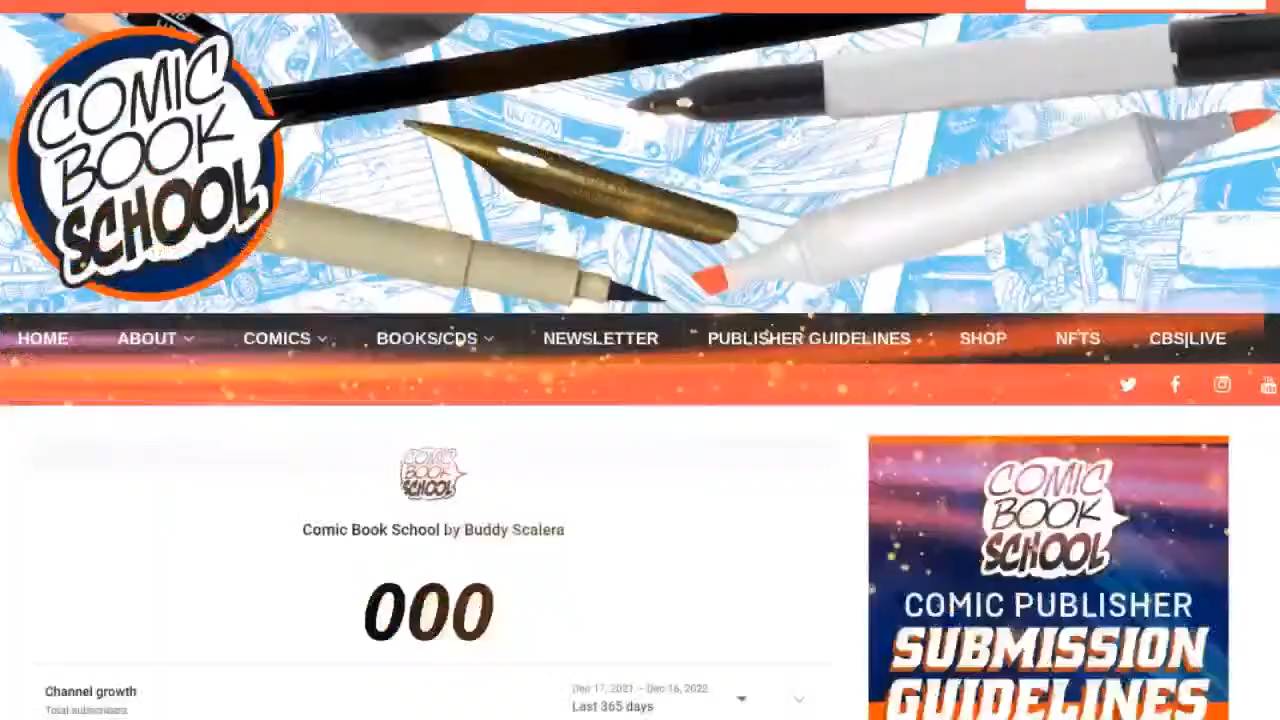 COMIC
BOOK
SCHOOL
HOME ABOUT COMICS BOOKS/CDS NEWSLETTER PUBLISHER GUIDELINES SHOP NFTS CBS|LIVE
COMIC
BOOK
SCHOOL
Comic Book School by Buddy Scalera
000
Channel growth
Total subscribers
Dec 17, 2021 – Dec 16, 2022
Last 365 days
COMIC
BOOK
SCHOOL
COMIC PUBLISHER
SUBMISSION
GUIDELINES